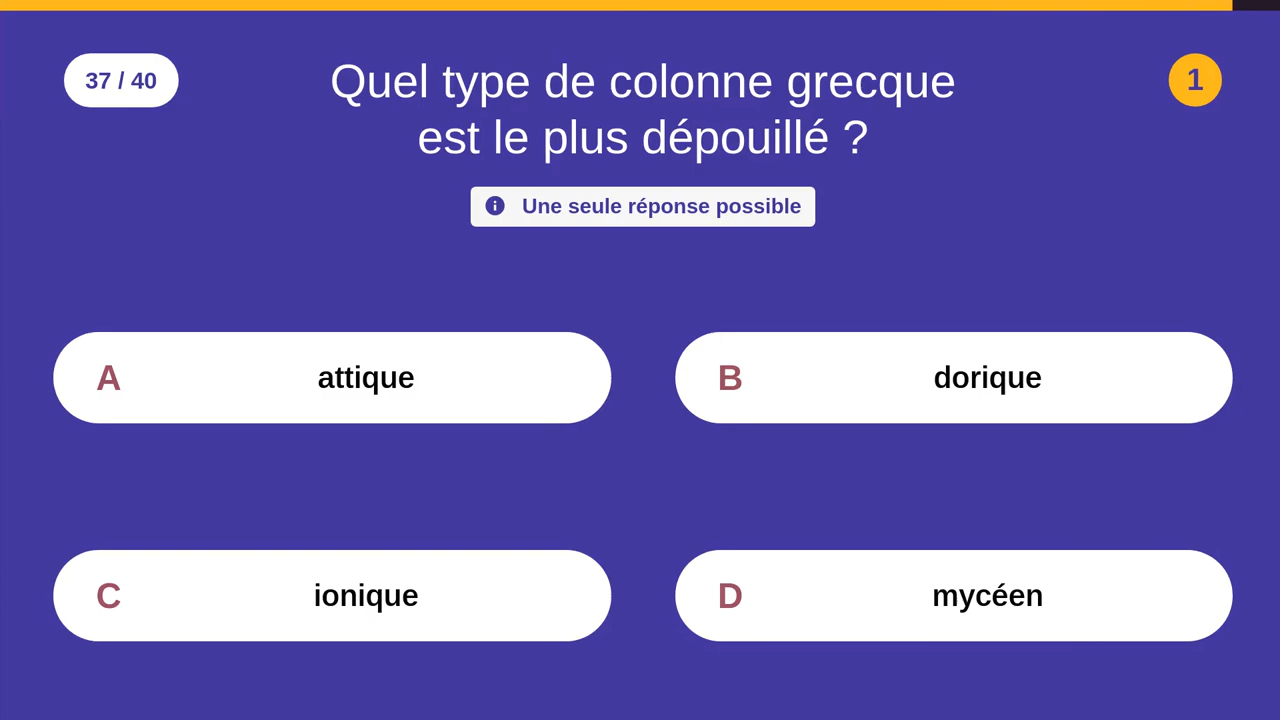 37 / 40
Quel type de colonne grecque
est le plus dépouillé ?
1
Une seule réponse possible
A attique
B dorique
C ionique
D mycéen